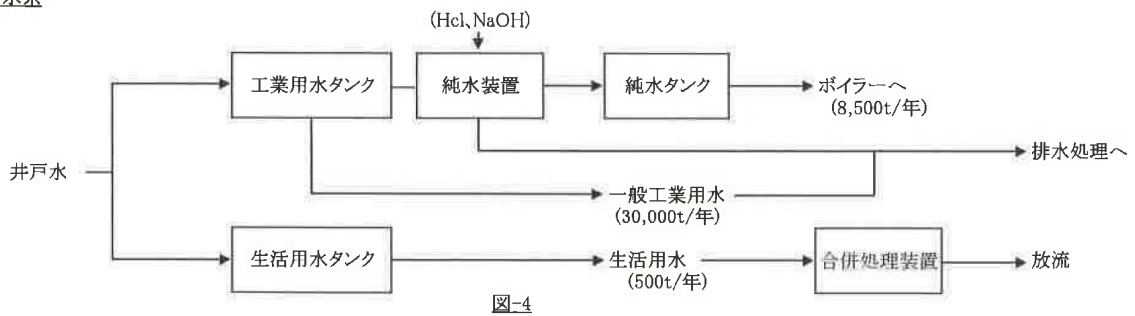 (Hcl、NaOH)
工業用水タンク
純水装置
純水タンク
ボイラーへ
(8,500t/年)
排水処理へ
井戸水
一般工業用水
(30,000t/年)
生活用水タンク
生活用水
(500t/年)
合併処理装置
放流
図-4